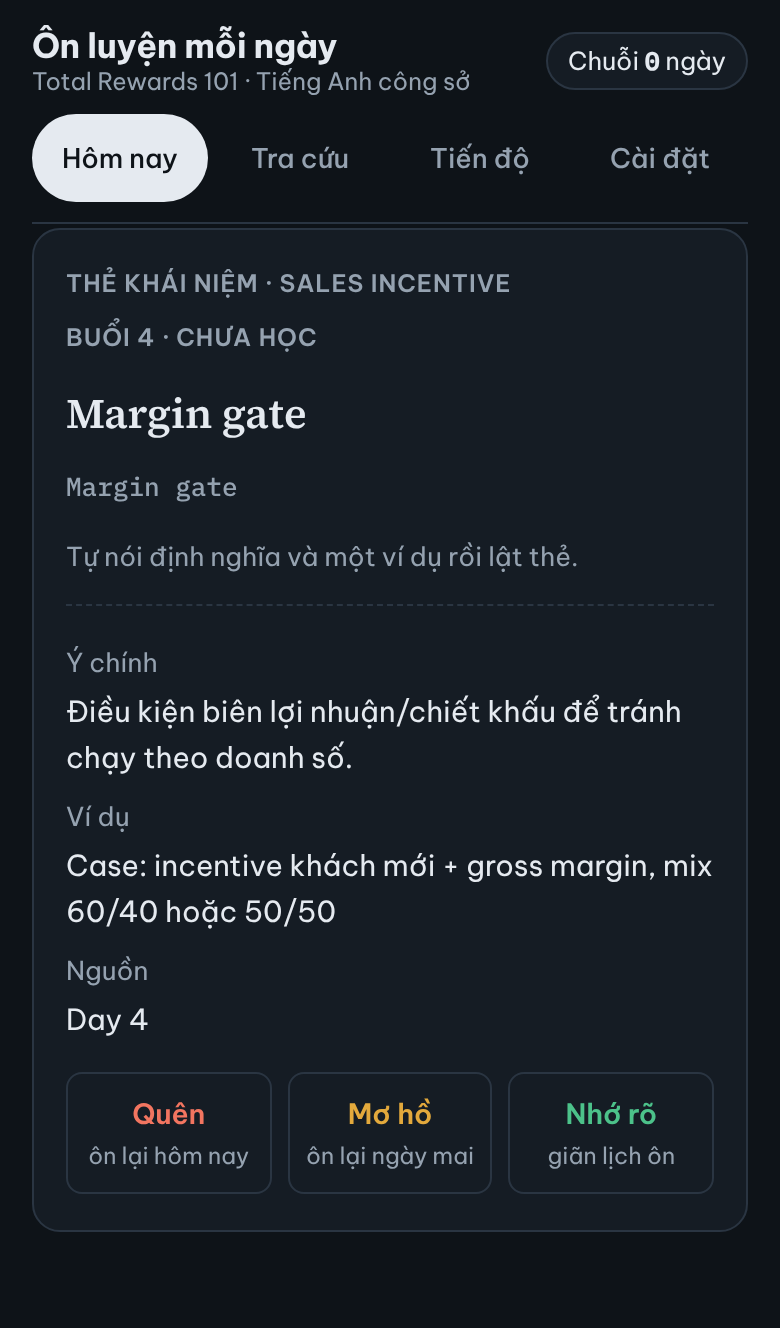 Ôn luyện mỗi ngày
Total Rewards 101 · Tiếng Anh công sở
Chuỗi 0 ngày
Hôm nay
Tra cứu
Tiến độ
Cài đặt
THẺ KHÁI NIỆM · SALES INCENTIVE
BUỔI 4 · CHƯA HỌC
Margin gate
Margin gate
Tự nói định nghĩa và một ví dụ rồi lật thẻ.
Ý chính
Điều kiện biên lợi nhuận/chiết khấu để tránh
chạy theo doanh số.
Ví dụ
Case: incentive khách mới + gross margin, mix
60/40 hoặc 50/50
Nguồn
Day 4
Quên
ôn lại hôm nay
Mơ hồ
ôn lại ngày mai
Nhớ rõ
giãn lịch ôn